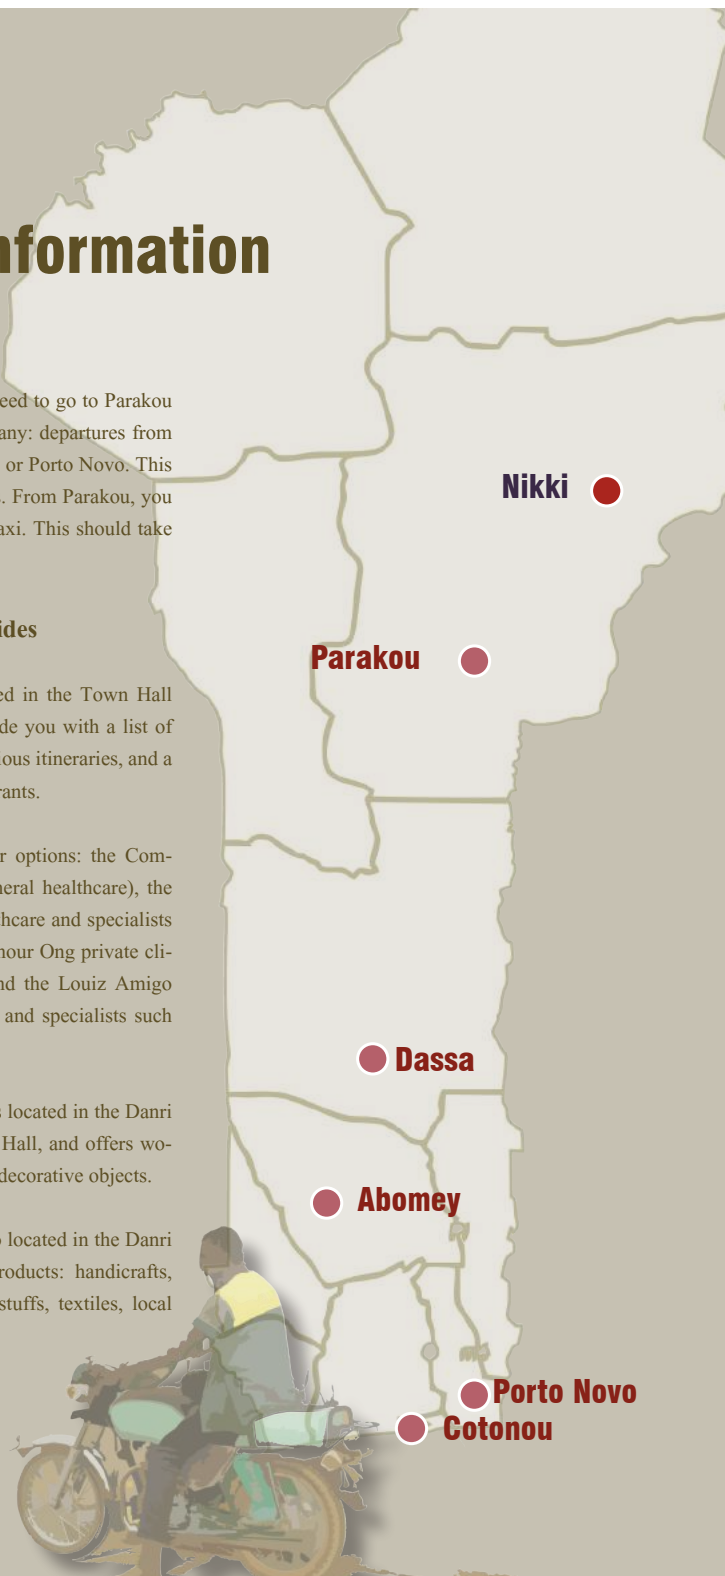 nformation
eed to go to Parakou
any: departures from
or Porto Novo. This
. From Parakou, you
axi. This should take
ides
ed in the Town Hall
de you with a list of
ious itineraries, and a
rants.
r options: the Com-
neral healthcare), the
thcare and specialists
hour Ong private cli-
nd the Louiz Amigo
and specialists such
s located in the Danri
Hall, and offers wo-
decorative objects.
o located in the Danri
roducts: handicrafts,
stuffs, textiles, local
Nikki
Parakou
Dassa
Abomey
Porto Novo
Cotonou